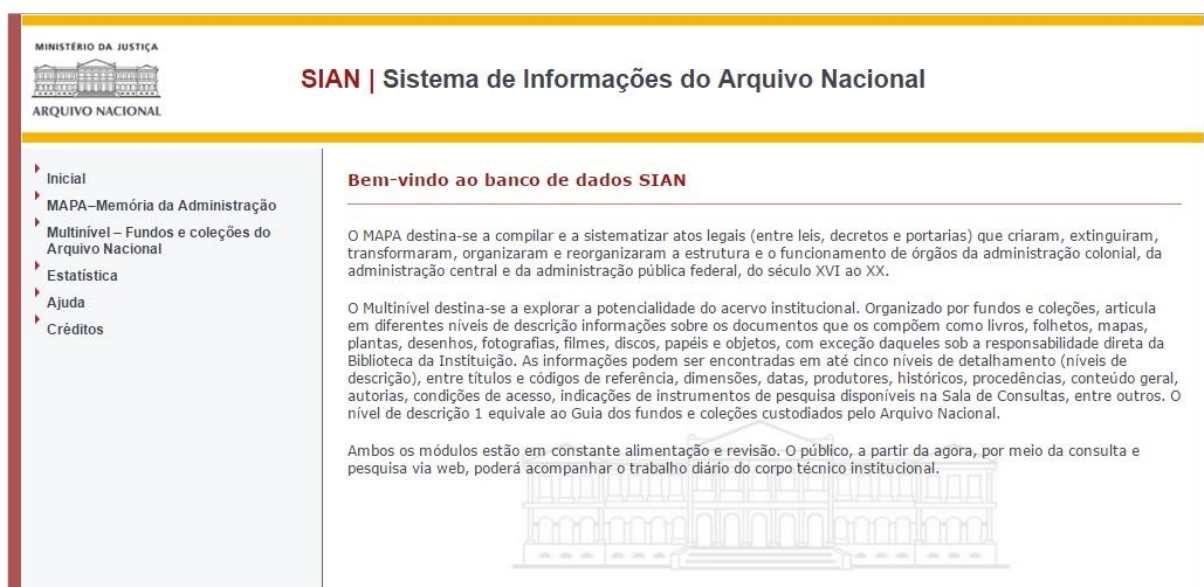 MINISTÉRIO DA JUSTIÇA
ARQUIVO NACIONAL
SIAN | Sistema de Informações do Arquivo Nacional
Inicial
MAPA–Memória da Administração
Multinível – Fundos e coleções do
Arquivo Nacional
Estatística
Ajuda
Créditos
Bem-vindo ao banco de dados SIAN
O MAPA destina-se a compilar e a sistematizar atos legais (entre leis, decretos e portarias) que criaram, extinguiram,
transformaram, organizaram e reorganizaram a estrutura e o funcionamento de órgãos da administração colonial, da
administração central e da administração pública federal, do século XVI ao XX.
O Multinível destina-se a explorar a potencialidade do acervo institucional. Organizado por fundos e coleções, articula
em diferentes níveis de descrição informações sobre os documentos que os compõem como livros, folhetos, mapas,
plantas, desenhos, fotografias, filmes, discos, papéis e objetos, com exceção daqueles sob a responsabilidade direta da
Biblioteca da Instituição. As informações podem ser encontradas em até cinco níveis de detalhamento (níveis de
descrição), entre títulos e códigos de referência, dimensões, datas, produtores, históricos, procedências, conteúdo geral,
autorias, condições de acesso, indicações de instrumentos de pesquisa disponíveis na Sala de Consultas, entre outros. O
nível de descrição 1 equivale ao Guia dos fundos e coleções custodiados pelo Arquivo Nacional.
Ambos os módulos estão em constante alimentação e revisão. O público, a partir da agora, por meio da consulta e
pesquisa via web, poderá acompanhar o trabalho diário do corpo técnico institucional.